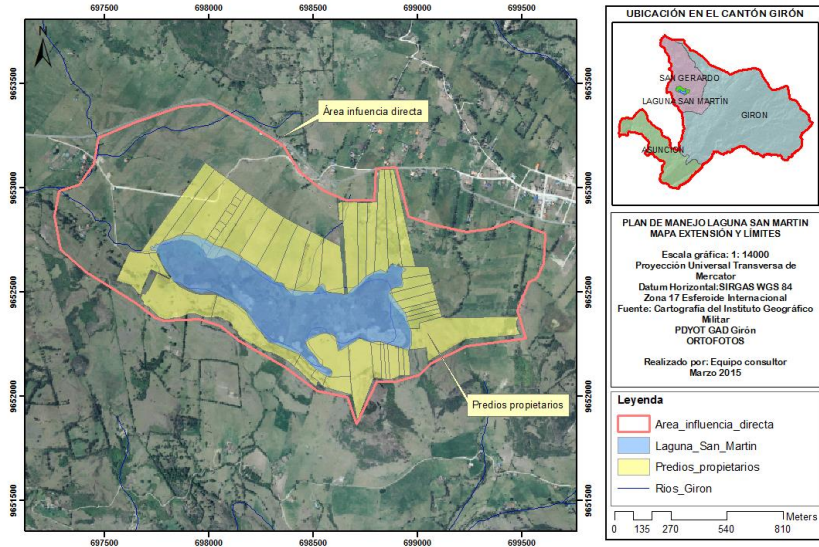 697500 698000 698500 699000 699500
N
9653500
9653000
9652500
9652000
9651500
9653500
9653000
9652500
9652000
9651500
Área infuencia directa
Predios propietarios
697500 698000 698500 699000 699500
UBICACIÓN EN EL CANTÓN GIRÓN
SAN GERARDO
LAGUNA SAN MARTÍN
GIRON
ASUNCIÓN
PLAN DE MANEJO LAGUNA SAN MARTIN
MAPA EXTENSIÓN Y LÍMITES
Escala gráfica: 1: 14000
Proyección Universal Transversa de
Mercator
Datum Horizontal:SIRGAS WGS 84
Zona 17 Esferoide Internacional
Fuente: Cartografía del Instituto Geográfico
Militar
PDYOT GAD Girón
ORTOFOTOS
Realizado por: Equipo consultor
Marzo 2015
Leyenda
Area_influencia_directa
Laguna_San_Martin
Predios_propietarios
Rios_Giron
Meters
0 135 270 540 810